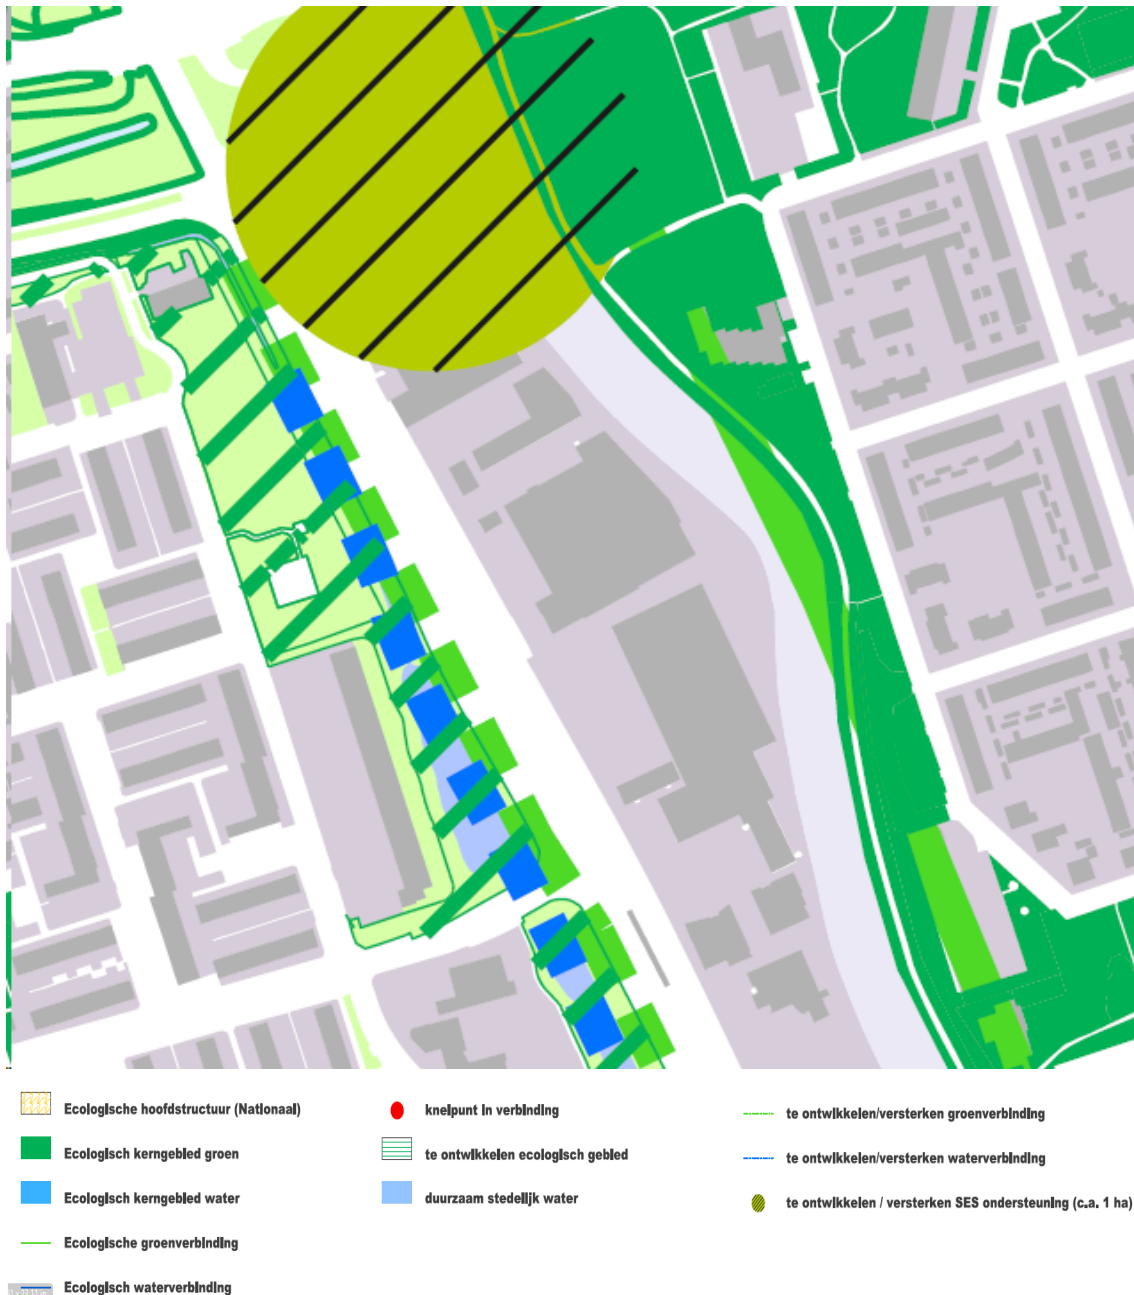 Ecologische hoofdstructuur (Nationaal)
Ecologisch kerngebied groen
Ecologisch kerngebied water
Ecologische groenverbinding
Ecologisch waterverbinding
knelpunt in verbinding
te ontwikkelen ecologisch gebied
duurzaam stedelijk water
te ontwikkelen/versterken groenverbinding
te ontwikkelen/versterken waterverbinding
te ontwikkelen / versterken SES ondersteuning (c.a. 1 ha)